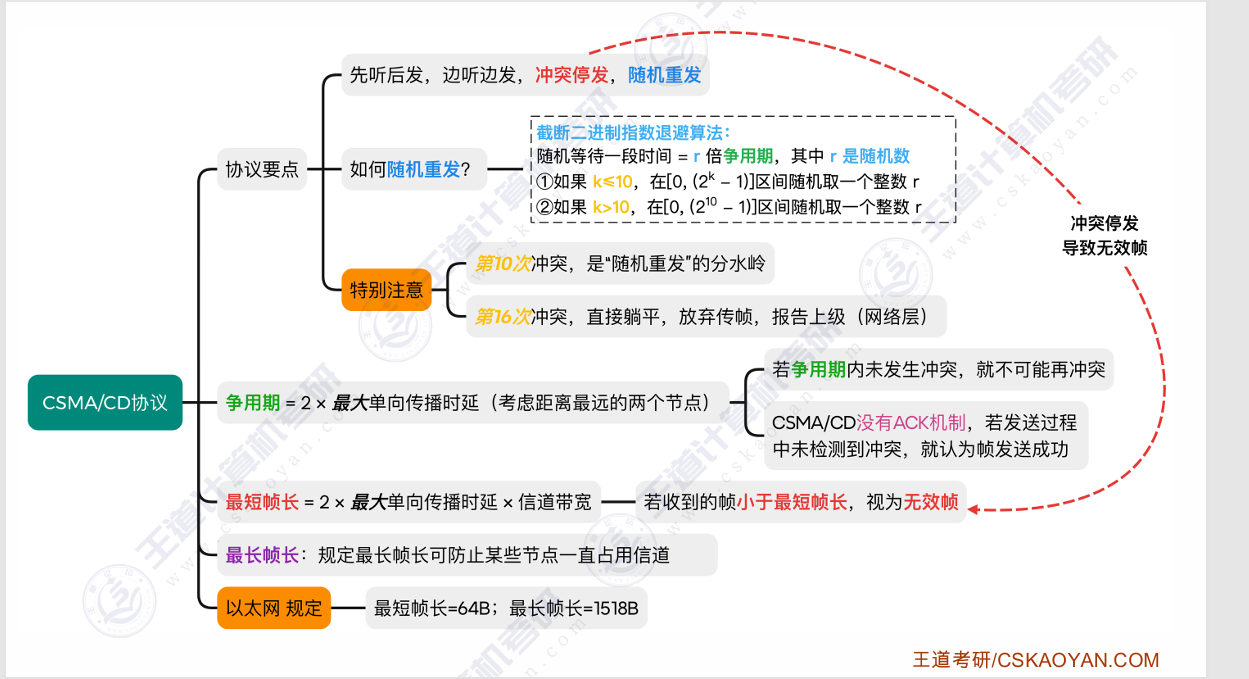 先听后发，边听边发，冲突停发，随机重发
截断二进制指数退避算法：
随机等待一段时间 = r 倍争用期，其中 r 是随机数
协议要点
如何随机重发？
①如果 k≤10，在[0, (2^k − 1)]区间随机取一个整数 r
②如果 k>10，在[0, (2^10 − 1)]区间随机取一个整数 r
冲突停发
导致无效帧
特别注意
第10次冲突，是“随机重发”的分水岭
第16次冲突，直接躺平，放弃传帧，报告上级（网络层）
CSMA/CD协议
争用期 = 2 × 最大单向传播时延（考虑距离最远的两个节点）
若争用期内未发生冲突，就不可能再冲突
CSMA/CD没有ACK机制，若发送过程
中未检测到冲突，就认为帧发送成功
最短帧长 = 2 × 最大单向传播时延 × 信道带宽
若收到的帧小于最短帧长，视为无效帧
最长帧长：规定最长帧长可防止某些节点一直占用信道
以太网 规定
最短帧长=64B；最长帧长=1518B
王道考研/CSKAOYAN.COM
王道计算机考研
www.cskaoyan.com